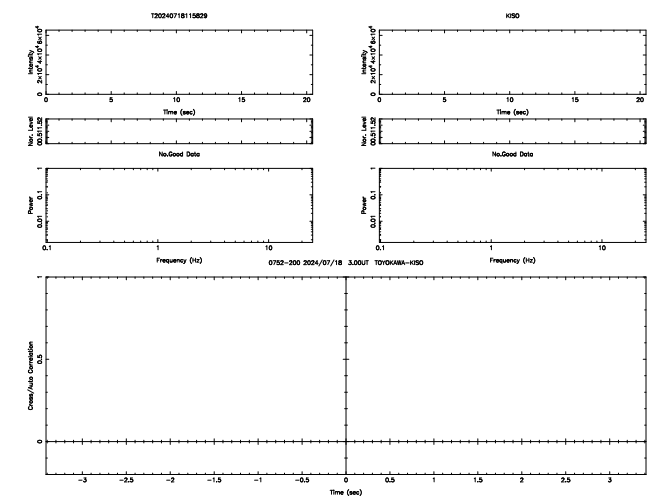 T20240718115829
KISO
Intensity
0 2×10⁴ 4×10⁴ 6×10⁴
0 5 10 15 20
Time (sec)
Intensity
0 2×10⁴ 4×10⁴ 6×10⁴
0 5 10 15 20
Time (sec)
Nor. Level
00.511.52
Nor. Level
00.511.52
No.Good Data
No.Good Data
Power
0.01 0.1 1
0.1 1 10
Frequency (Hz)
Power
0.01 0.1 1
0.1 1 10
Frequency (Hz)
0752-200 2024/07/18 3.00UT TOYOKAWA-KISO
Cross/Auto Correlation
0 0.5 1
-3 -2.5 -2 -1.5 -1 -0.5 0 0.5 1 1.5 2 2.5 3
Time (sec)